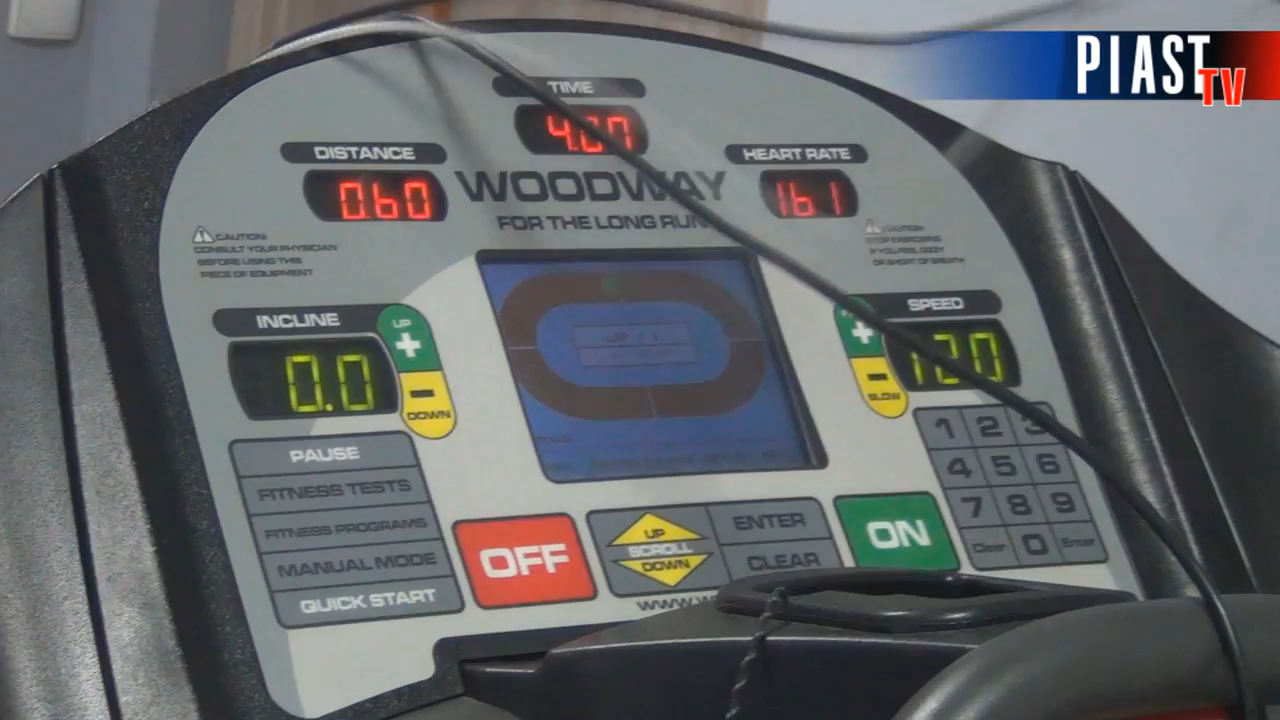 PIAST
TV
TIME
4.07
DISTANCE
0.60
HEART RATE
161
WOODWAY
FOR THE LONG RUN
CAUTION:
CONSULT YOUR PHYSICIAN
BEFORE USING THIS
PIECE OF EQUIPMENT
CAUTION:
STOP EXERCISING
IF YOU FEEL DIZZY
OR SHORT OF BREATH
INCLINE
UP
+
0.0
-
DOWN
SPEED
+
12.0
-
SLOW
PAUSE
FITNESS TESTS
FITNESS PROGRAMS
MANUAL MODE
QUICK START
OFF
UP
SCROLL
DOWN
ENTER
CLEAR
ON
1 2 3
4 5 6
7 8 9
Clear 0 Enter